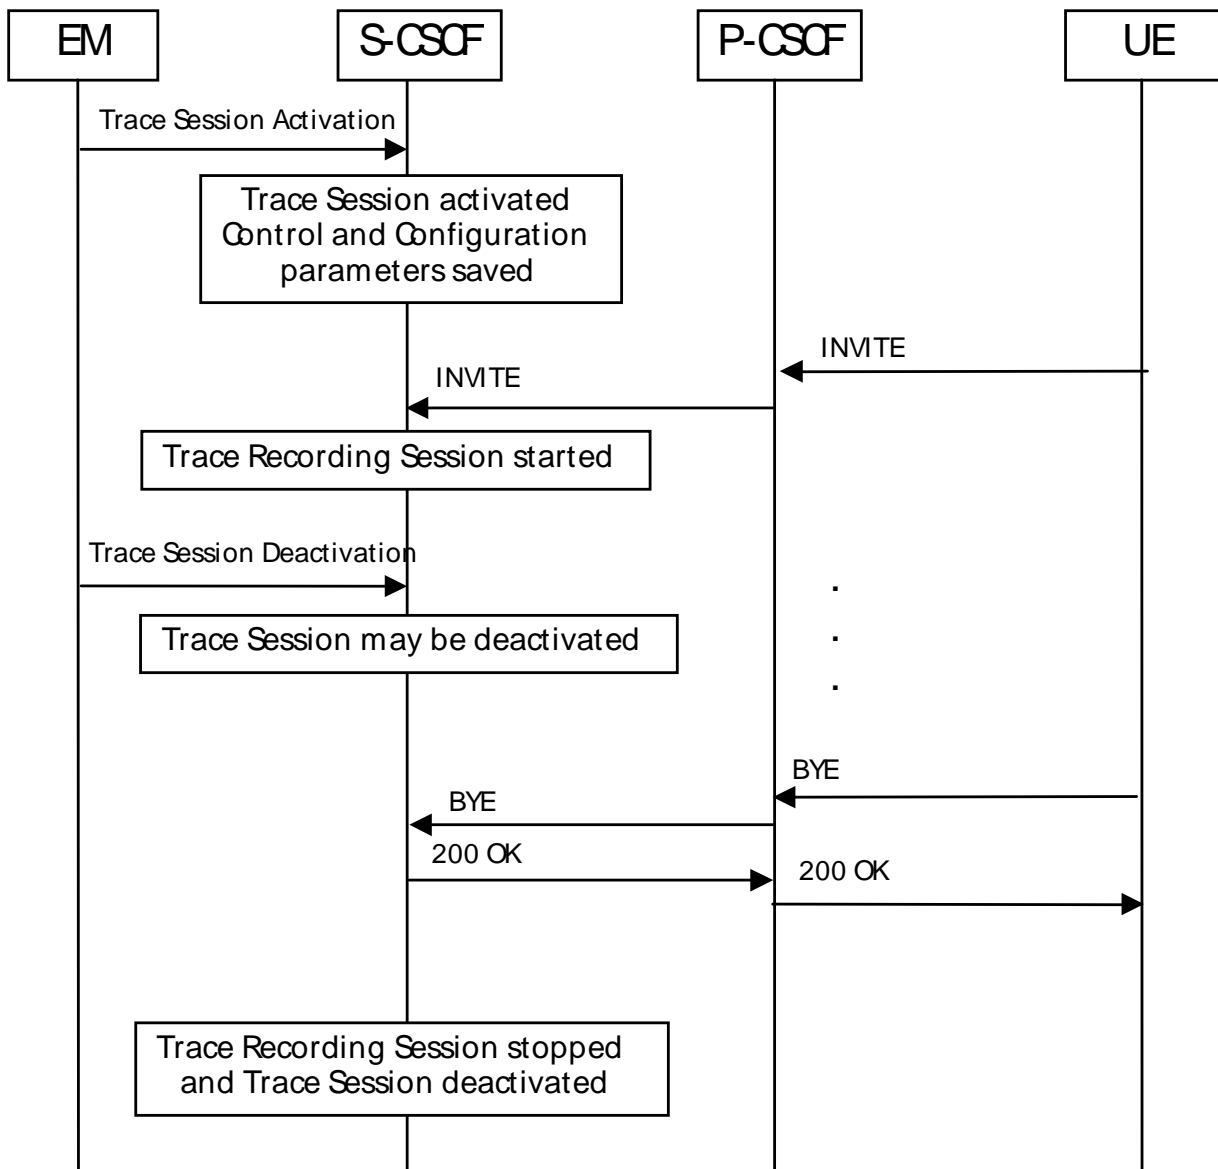 EM
S-CSCF
P-CSCF
UE
Trace Session Activation
Trace Session activated
Control and Configuration
parameters saved
INVITE
INVITE
Trace Recording Session started
Trace Session Deactivation
.
.
.
Trace Session may be deactivated
BYE
BYE
200 OK
200 OK
Trace Recording Session stopped
and Trace Session deactivated